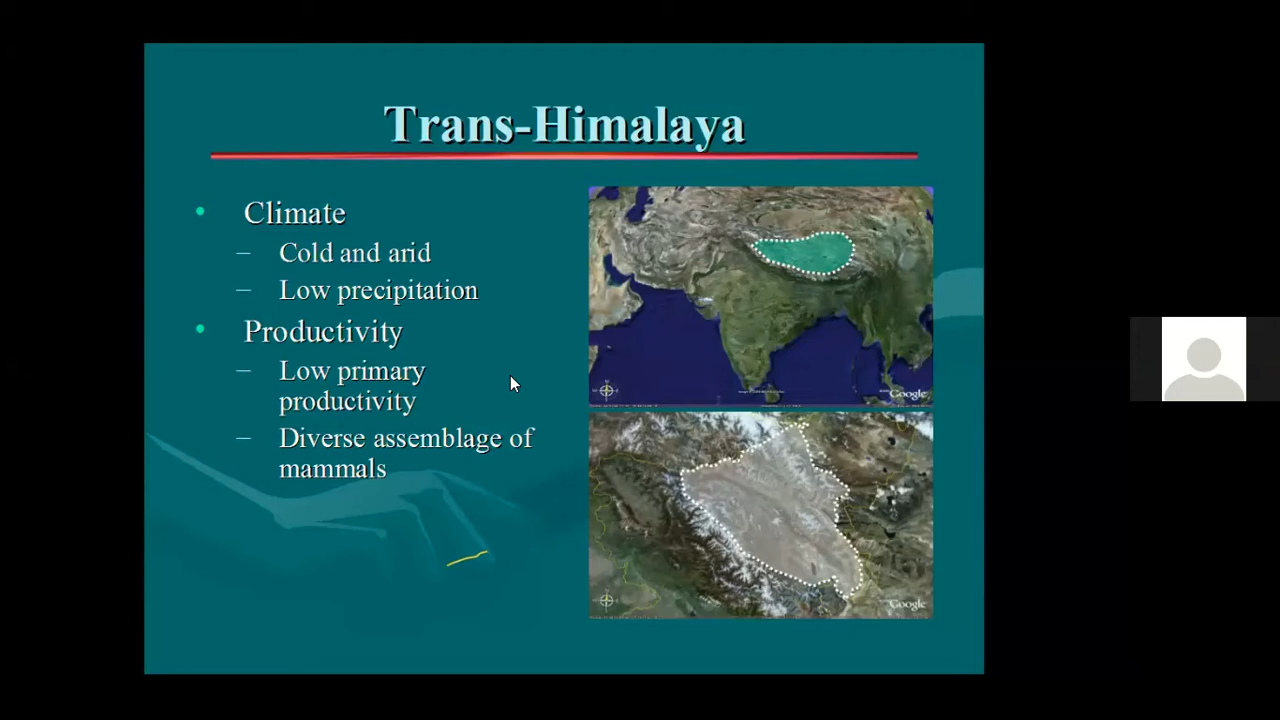 Trans-Himalaya
• Climate
– Cold and arid
– Low precipitation
• Productivity
– Low primary
productivity
– Diverse assemblage of
mammals
Google
Google